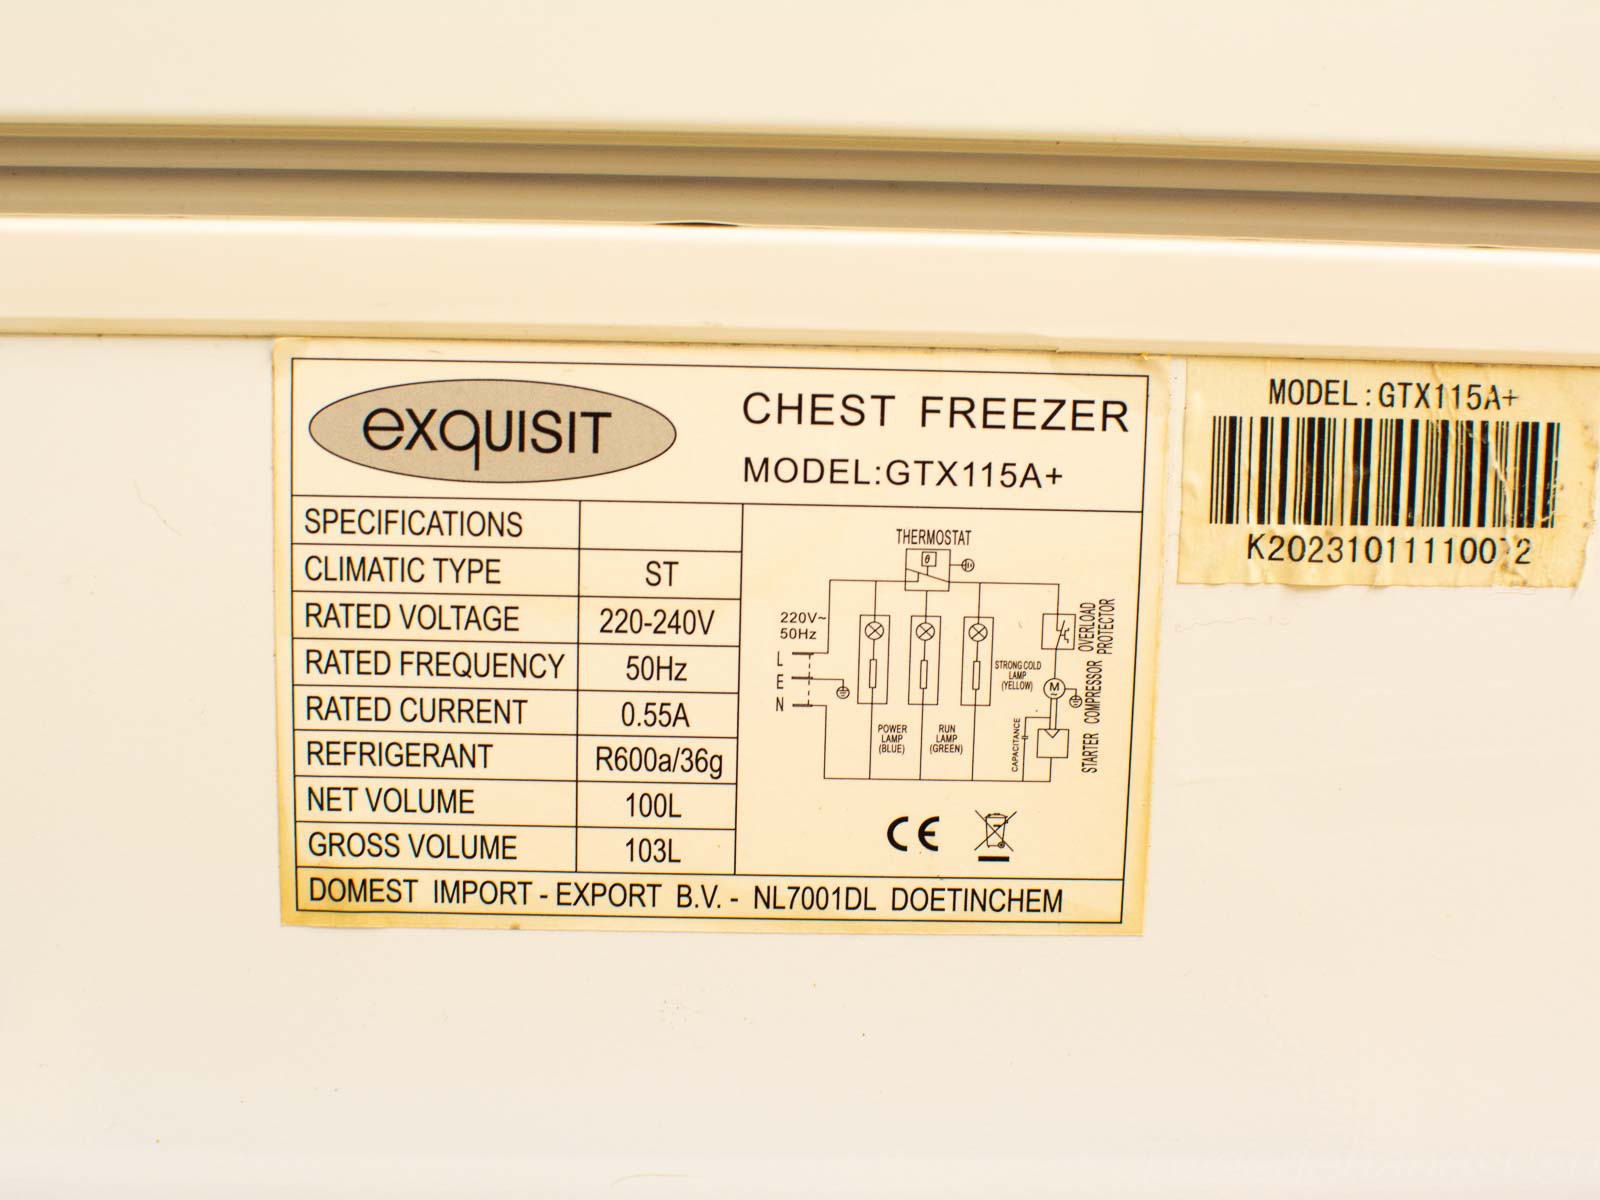 exquisit
CHEST FREEZER
MODEL:GTX115A+
SPECIFICATIONS
CLIMATIC TYPE ST
RATED VOLTAGE 220-240V
RATED FREQUENCY 50Hz
RATED CURRENT 0.55A
REFRIGERANT R600a/36g
NET VOLUME 100L
GROSS VOLUME 103L
THERMOSTAT
θ
220V~
50Hz
L
E
N
POWER
LAMP
(BLUE)
RUN
LAMP
(GREEN)
STRONG COLD
LAMP
(YELLOW)
OVERLOAD
PROTECTOR
M
~
COMPRESSOR
CAPACITANCE
STARTER
CE
DOMEST IMPORT - EXPORT B.V. - NL7001DL DOETINCHEM
MODEL:GTX115A+